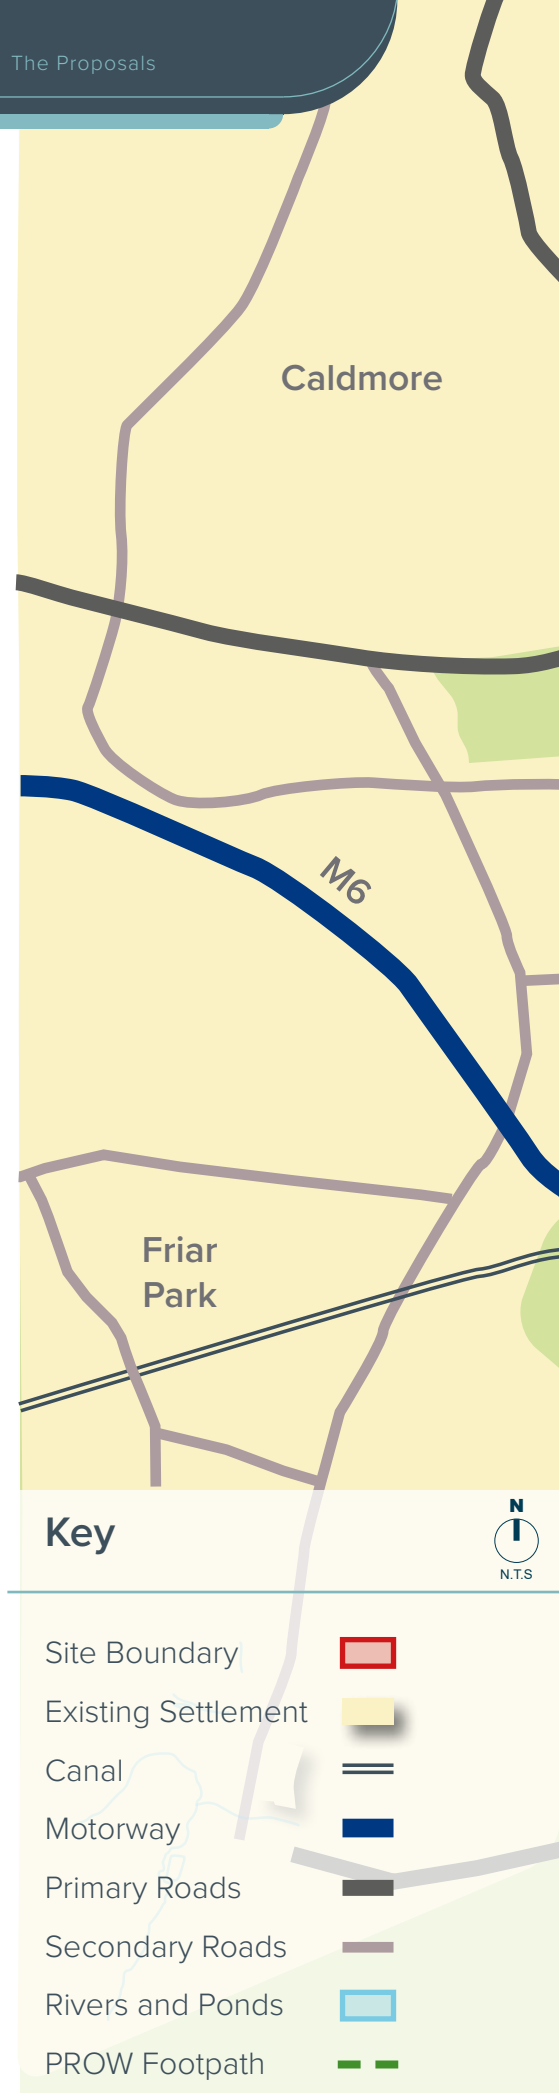 The Proposals
Caldmore
M6
Friar
Park
Key
N
N.T.S
Site Boundary
Existing Settlement
Canal
Motorway
Primary Roads
Secondary Roads
Rivers and Ponds
PROW Footpath